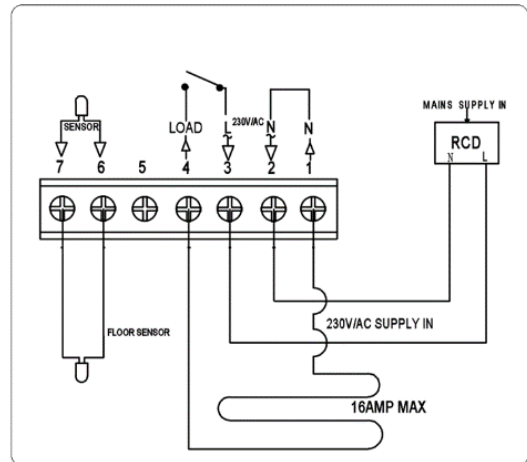 MAINS SUPPLY IN
RCD
N L
SENSOR
LOAD L 230V/AC N N
7 6 5 4 3 2 1
230V/AC SUPPLY IN
FLOOR SENSOR
16AMP MAX